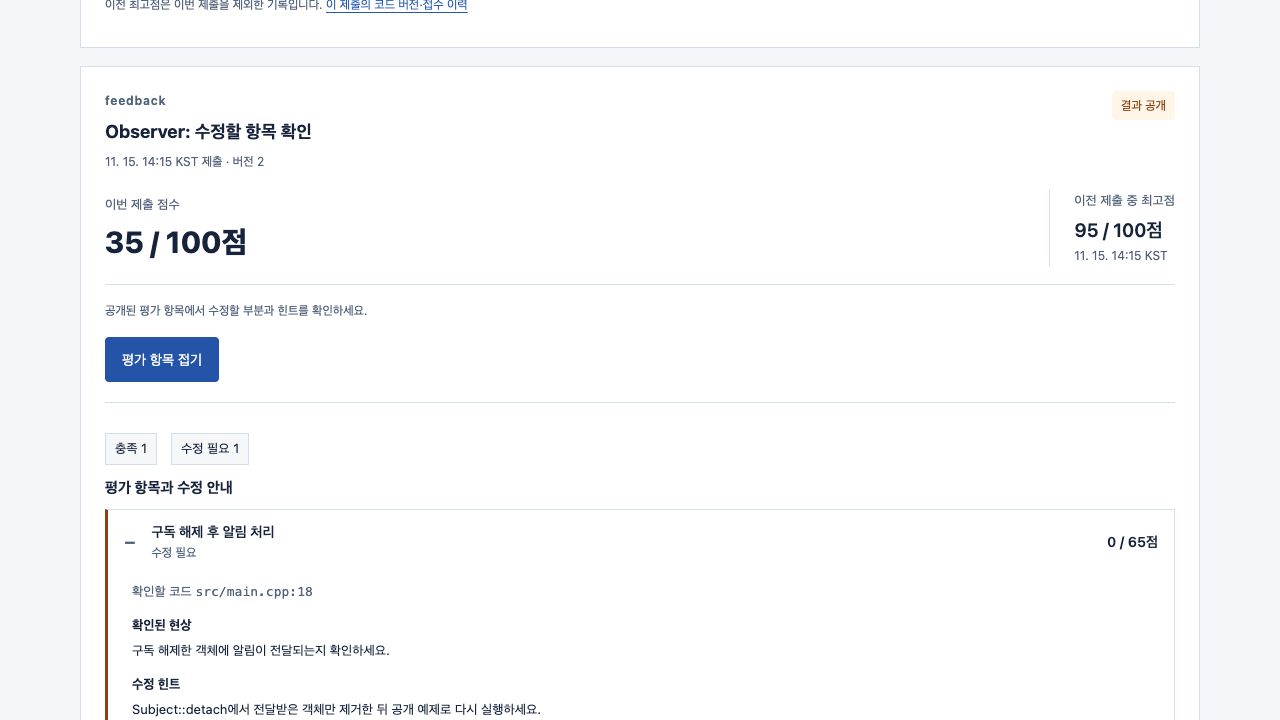 이전 최고점은 이번 제출을 제외한 기록입니다. 이 제출의 코드 버전·접수 이력
feedback
결과 공개
Observer: 수정할 항목 확인
11. 15. 14:15 KST 제출 · 버전 2
이번 제출 점수
35 / 100점
이전 제출 중 최고점
95 / 100점
11. 15. 14:15 KST
공개된 평가 항목에서 수정할 부분과 힌트를 확인하세요.
평가 항목 접기
충족 1
수정 필요 1
평가 항목과 수정 안내
구독 해제 후 알림 처리
수정 필요
0 / 65점
확인할 코드 src/main.cpp:18
확인된 현상
구독 해제한 객체에 알림이 전달되는지 확인하세요.
수정 힌트
Subject::detach에서 전달받은 객체만 제거한 뒤 공개 예제로 다시 실행하세요.